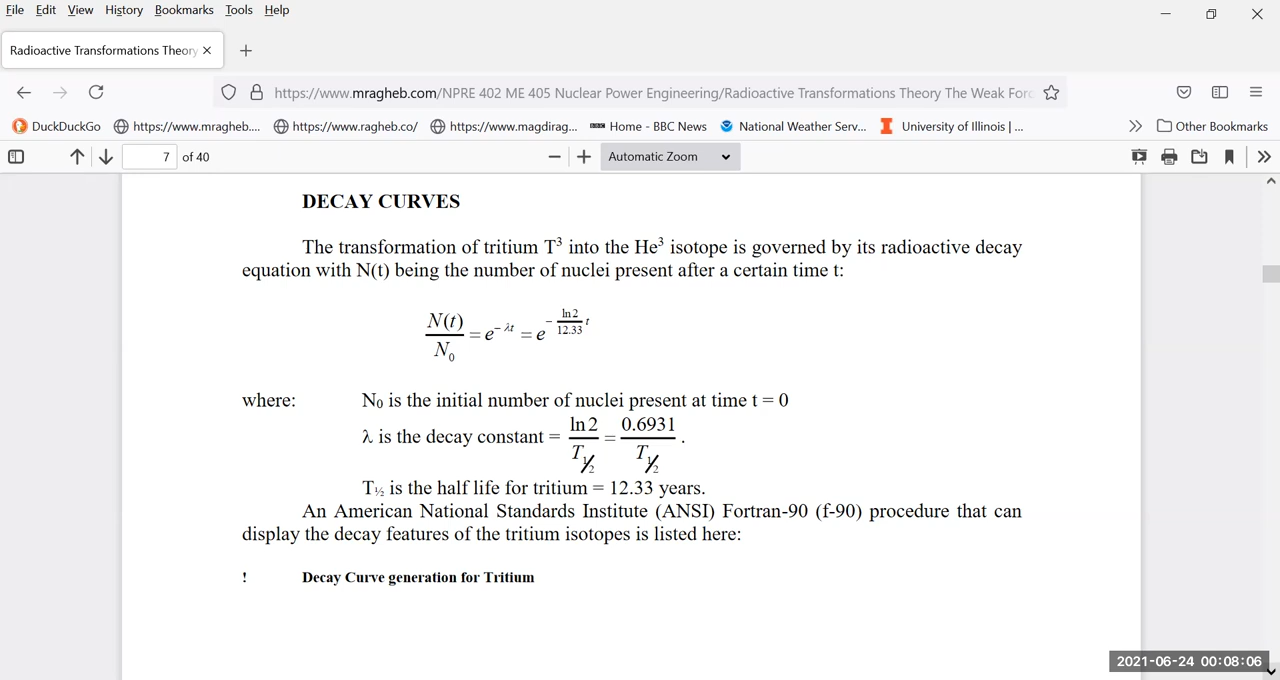 File Edit View History Bookmarks Tools Help
Radioactive Transformations Theory
https://www.mragheb.com/NPRE 402 ME 405 Nuclear Power Engineering/Radioactive Transformations Theory The Weak Forc
DuckDuckGo https://www.mragheb.... https://www.ragheb.co/ https://www.magdirag... Home - BBC News National Weather Serv... University of Illinois | ... Other Bookmarks
7 of 40 Automatic Zoom
DECAY CURVES
The transformation of tritium T³ into the He³ isotope is governed by its radioactive decay
equation with N(t) being the number of nuclei present after a certain time t:
N(t)/N₀ = e^(-λt) = e^(-(ln2/12.33)t)
where: N₀ is the initial number of nuclei present at time t = 0
λ is the decay constant = ln2/T½ = 0.6931/T½ .
T½ is the half life for tritium = 12.33 years.
An American National Standards Institute (ANSI) Fortran-90 (f-90) procedure that can
display the decay features of the tritium isotopes is listed here:
! Decay Curve generation for Tritium
2021-06-24 00:08:06